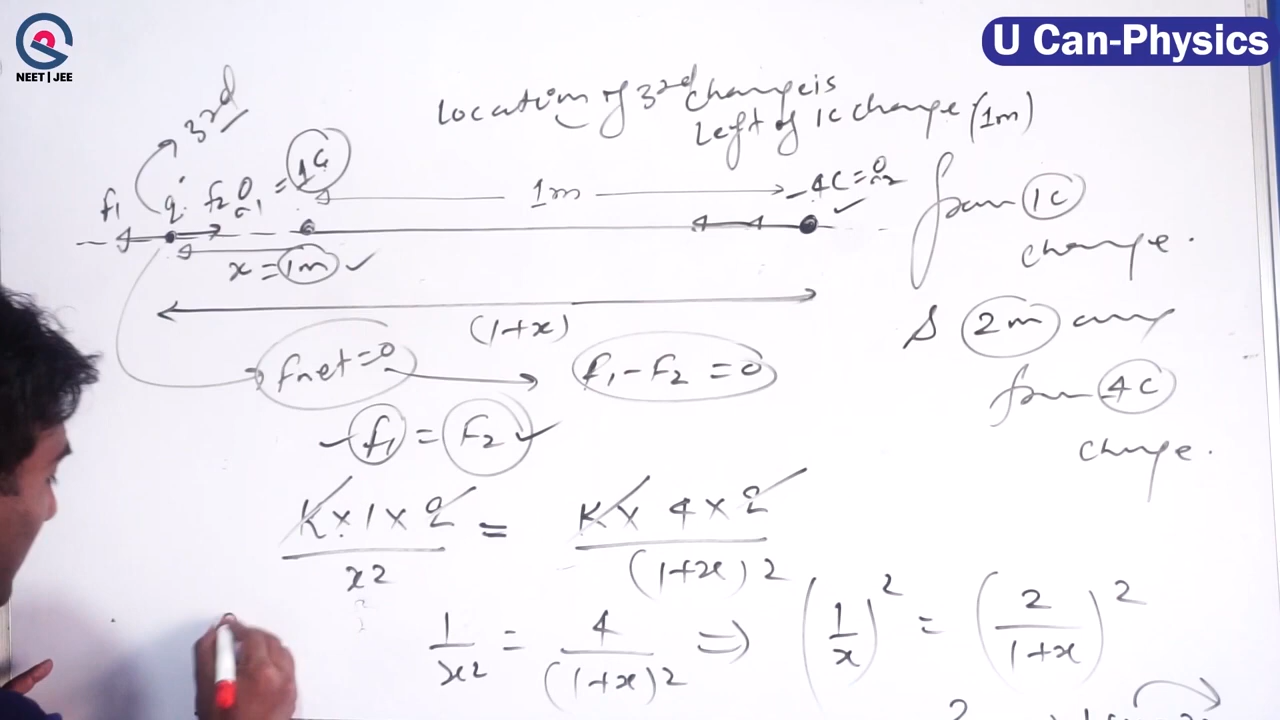 U Can-Physics
NEET | JEE
location of 3rd charge is
left of 1C charge (1m)
from 1C
charge.
& 2m away
from 4C
charge.
3rd
f1 q f2 Q1 = 1C
1m
-4C = Q2
x = 1m ✓
(1+x)
Fnet = 0
f1 - F2 = 0
f1 = F2
K × 1 × q / x2 = K × 4 × q / (1+x)2
1/x2 = 4/(1+x)2 ⇒ (1/x)2 = (2/1+x)2